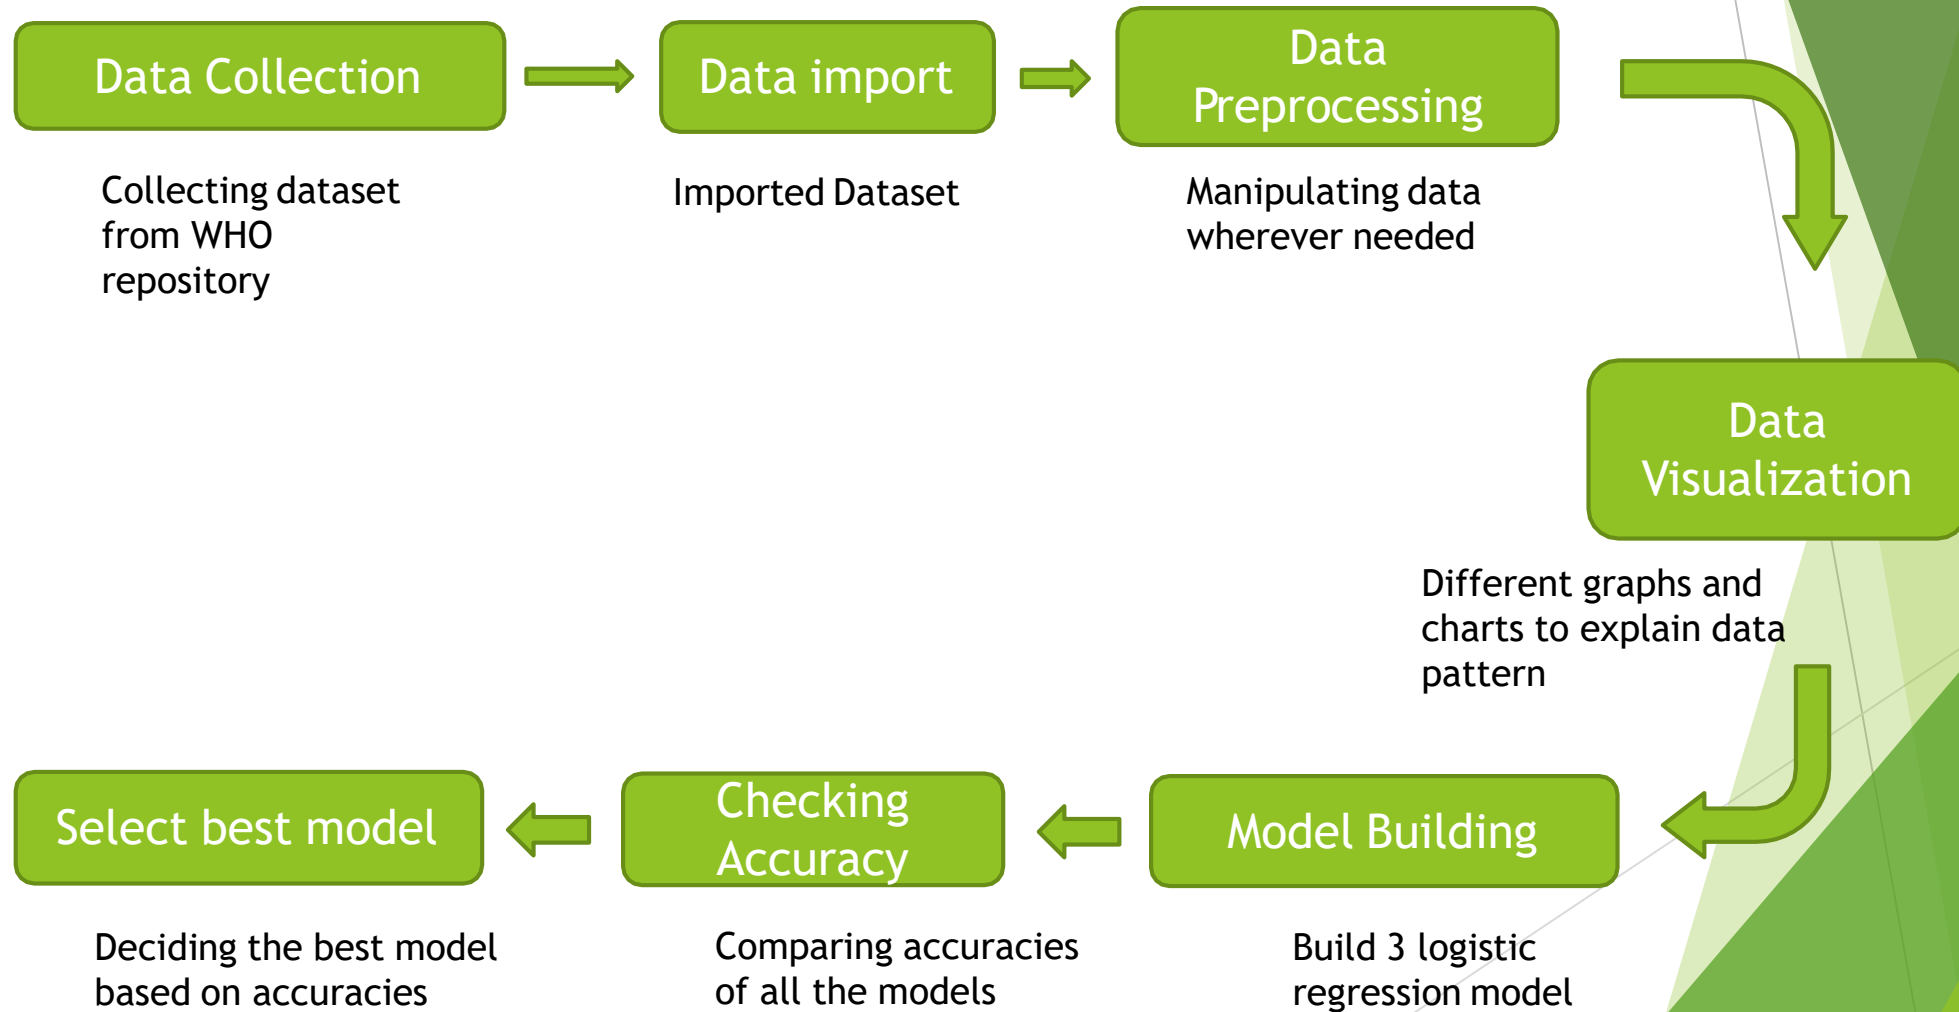 Data Collection
Collecting dataset
from WHO
repository
Data import
Imported Dataset
Data
Preprocessing
Manipulating data
wherever needed
Data
Visualization
Different graphs and
charts to explain data
pattern
Model Building
Build 3 logistic
regression model
Checking
Accuracy
Comparing accuracies
of all the models
Select best model
Deciding the best model
based on accuracies